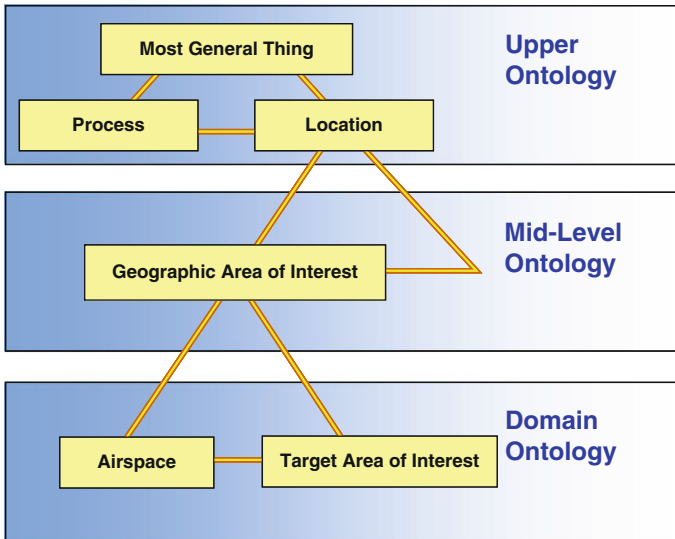 Most General Thing
Upper
Ontology
Process
Location
Mid-Level
Ontology
Geographic Area of Interest
Domain
Ontology
Airspace
Target Area of Interest